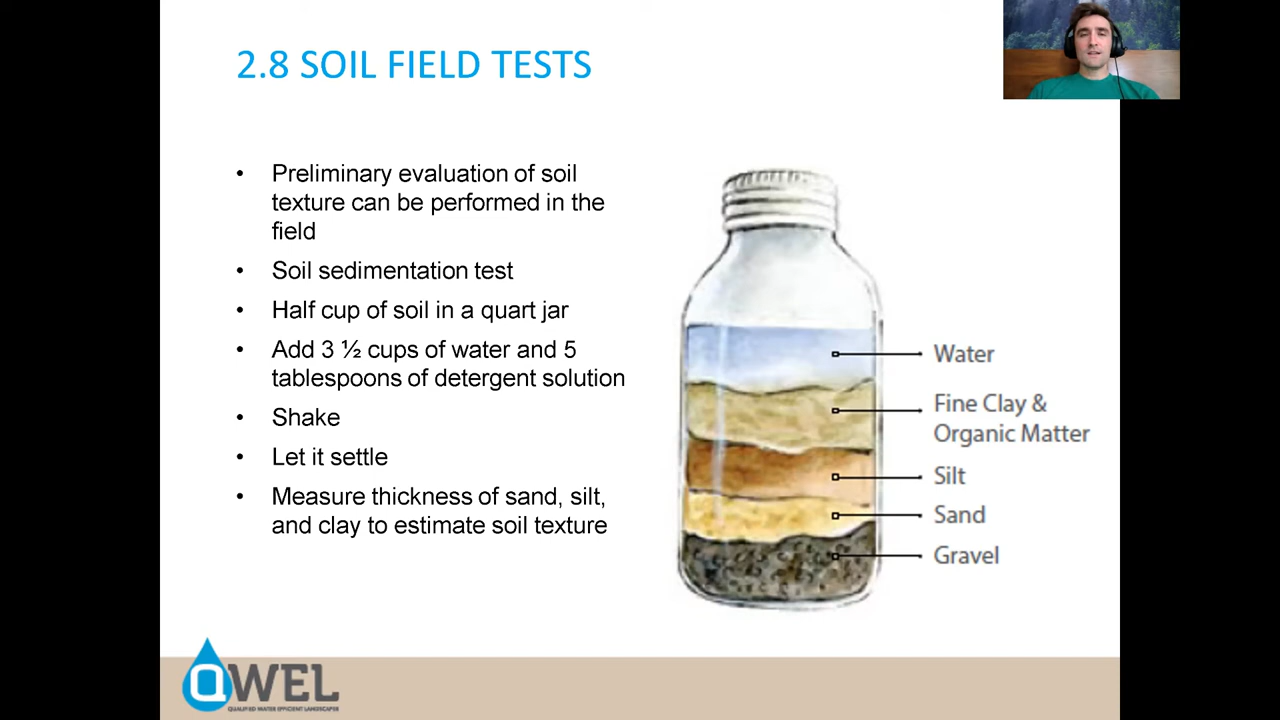 2.8 SOIL FIELD TESTS
• Preliminary evaluation of soil
texture can be performed in the
field
• Soil sedimentation test
• Half cup of soil in a quart jar
• Add 3 ½ cups of water and 5
tablespoons of detergent solution
• Shake
• Let it settle
• Measure thickness of sand, silt,
and clay to estimate soil texture
Water
Fine Clay &
Organic Matter
Silt
Sand
Gravel
QWEL
QUALIFIED WATER EFFICIENT LANDSCAPER